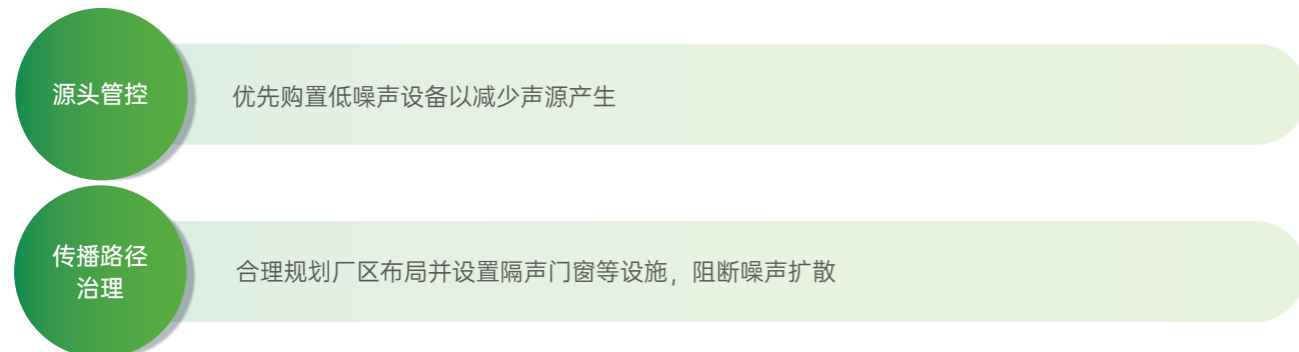 源头管控
优先购置低噪声设备以减少声源产生
传播路径
治理
合理规划厂区布局并设置隔声门窗等设施，阻断噪声扩散